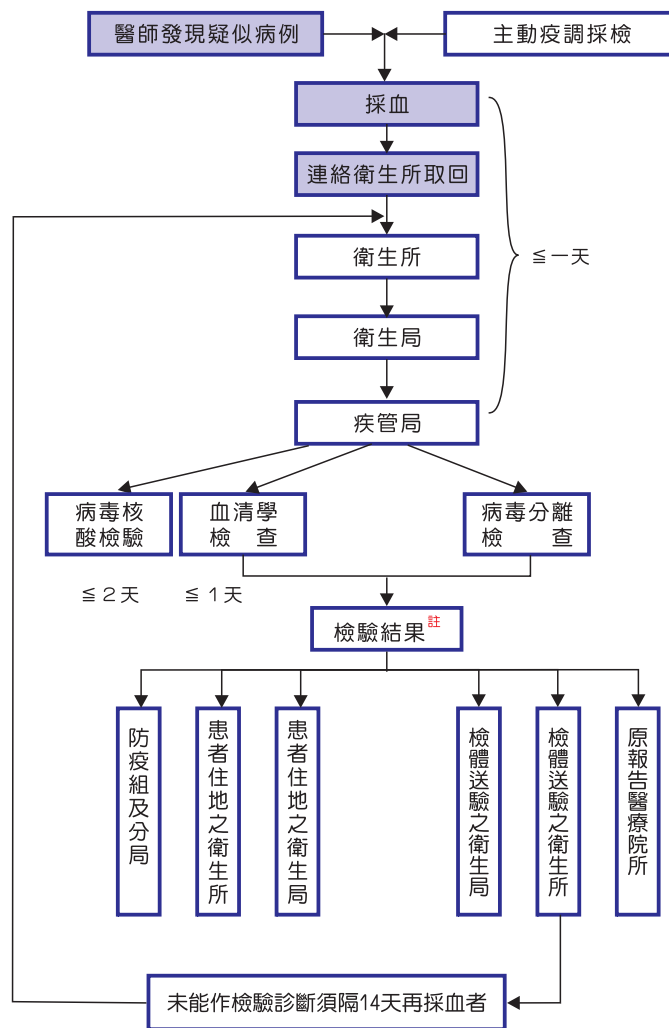 醫師發現疑似病例
主動疫調採檢
採血
連絡衛生所取回
衛生所
≦一天
衛生局
疾管局
病毒核
酸檢驗
血清學
檢 查
病毒分離
檢 查
≦2天
≦1天
檢驗結果註
防疫組及分局
患者住地之衛生所
患者住地之衛生局
檢體送驗之衛生局
檢體送驗之衛生所
原報告醫療院所
未能作檢驗診斷須隔14天再採血者